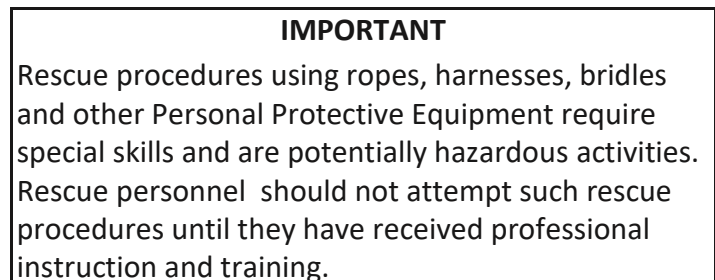 IMPORTANT
Rescue procedures using ropes, harnesses, bridles
and other Personal Protective Equipment require
special skills and are potentially hazardous activities.
Rescue personnel  should not attempt such rescue
procedures until they have received professional
instruction and training.